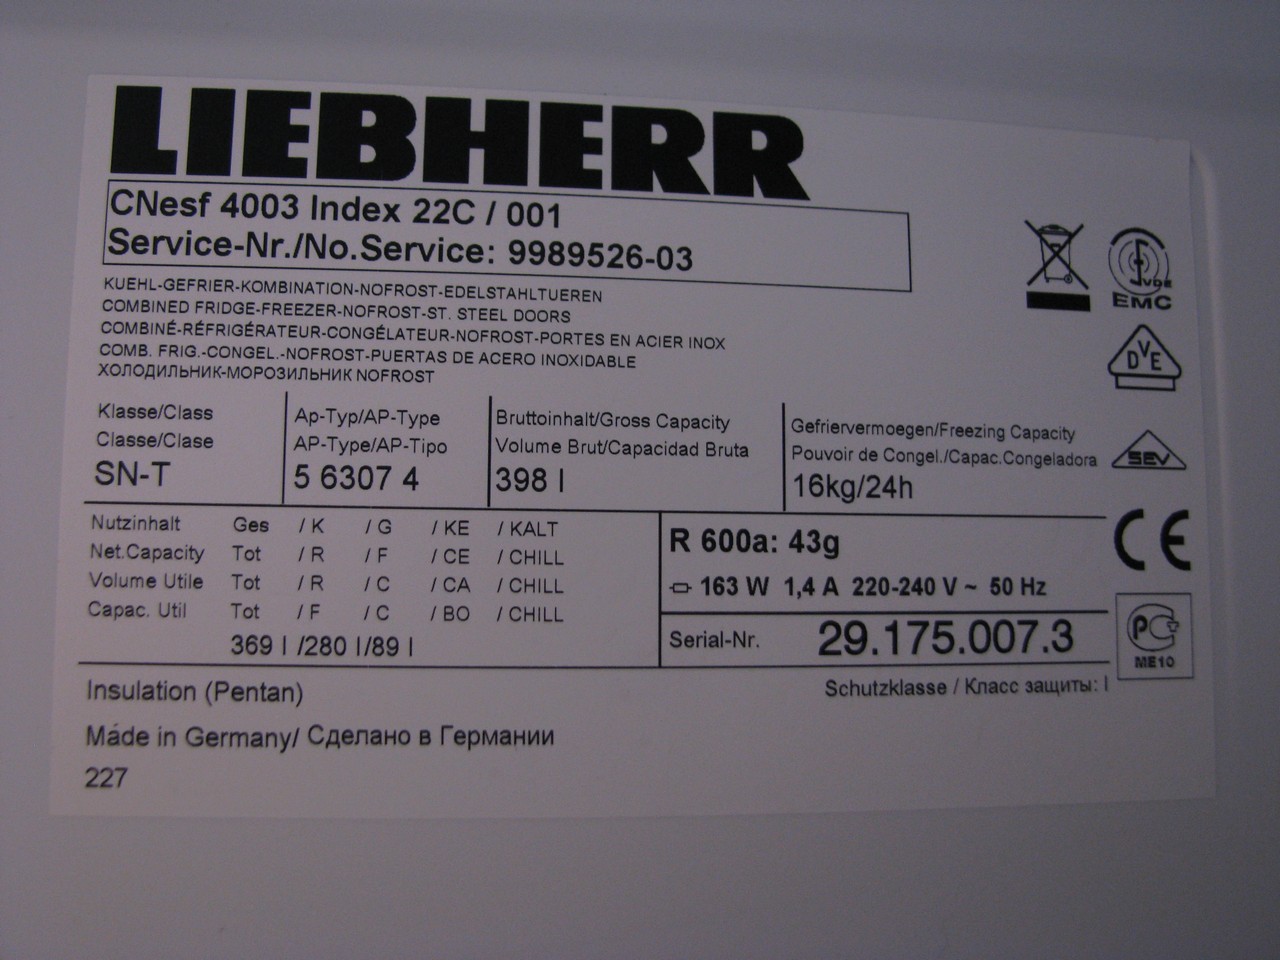 LIEBHERR
CNesf 4003 Index 22C / 001
Service-Nr./No.Service: 9989526-03
KUEHL-GEFRIER-KOMBINATION-NOFROST-EDELSTAHLTUEREN
COMBINED FRIDGE-FREEZER-NOFROST-ST. STEEL DOORS
COMBINÉ-RÉFRIGÉRATEUR-CONGÉLATEUR-NOFROST-PORTES EN ACIER INOX
COMB. FRIG.-CONGEL.-NOFROST-PUERTAS DE ACERO INOXIDABLE
ХОЛОДИЛЬНИК-МОРОЗИЛЬНИК NOFROST
VDE
EMC
DVE
SEV
CE
PC
ME10
Klasse/Class
Classe/Clase
SN-T
Ap-Typ/AP-Type
AP-Type/AP-Tipo
5 6307 4
Bruttoinhalt/Gross Capacity
Volume Brut/Capacidad Bruta
398 l
Gefriervermoegen/Freezing Capacity
Pouvoir de Congel./Capac.Congeladora
16kg/24h
Nutzinhalt Ges / K / G / KE / KALT
Net.Capacity Tot / R / F / CE / CHILL
Volume Utile Tot / R / C / CA / CHILL
Capac. Util Tot / F / C / BO / CHILL
369 l /280 l/89 l
R 600a: 43g
163 W 1,4 A 220-240 V ~ 50 Hz
Serial-Nr. 29.175.007.3
Insulation (Pentan)
Schutzklasse / Класс защиты: I
Made in Germany/ Сделано в Германии
227